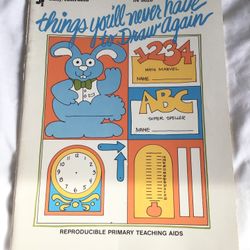 things you'll never have
to Draw again
1234
MATH MARVEL
NAME
ABC
SUPER SPELLER
NAME
REPRODUCIBLE PRIMARY TEACHING AIDS